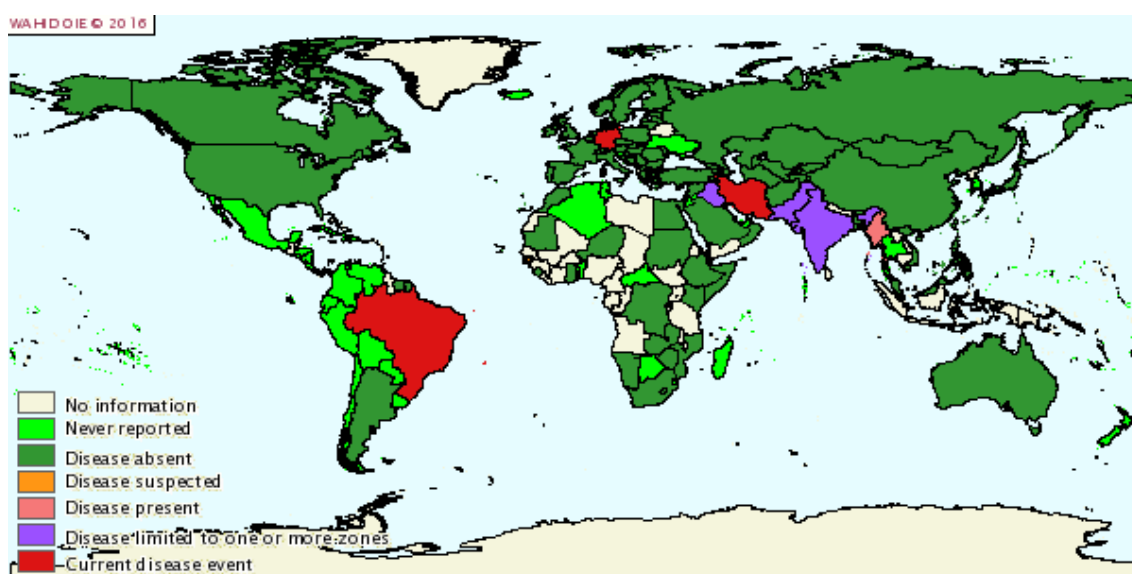 WAHID OIE © 2016
No information
Never reported
Disease absent
Disease suspected
Disease present
Disease limited to one or more zones
Current disease event